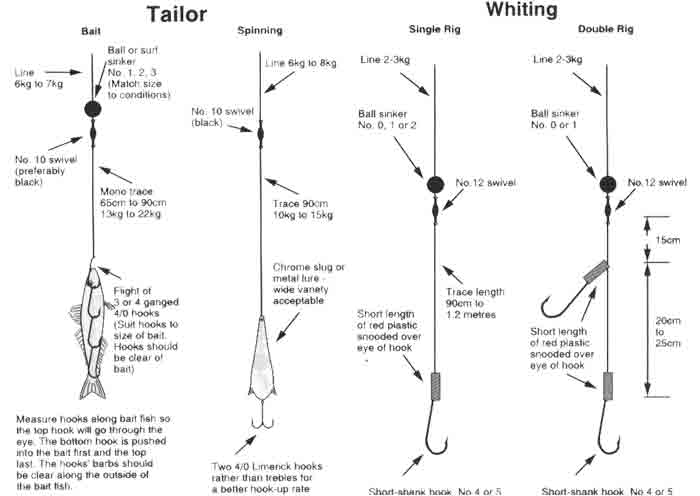 Tailor
Bait
Line
6kg to 7kg
Ball or surf
sinker
No. 1, 2, 3
(Match size
to conditions)
No. 10 swivel
(preferably
black)
Mono trace
65cm to 90cm
13kg to 22kg
Flight of
3 or 4 ganged
4/0 hooks
(Suit hooks to
size of bait.
Hooks should
be clear of
bait)
Measure hooks along bait fish so
the top hook will go through the
eye. The bottom hook is pushed
into the bait first and the top
last. The hooks' barbs should
be clear along the outside of
the bait fish.
Spinning
Line 6kg to 8kg
No. 10 swivel
(black)
Trace 90cm
10kg to 15kg
Chrome slug or
metal lure -
wide variety
acceptable
Two 4/0 Limerick hooks
rather than trebles for
a better hook-up rate
Whiting
Single Rig
Line 2-3kg
Ball sinker
No. 0, 1 or 2
No.12 swivel
Trace length
90cm to
1.2 metres
Short length
of red plastic
snooded over
eye of hook
Short-shank hook, No 4 or 5
Double Rig
Line 2-3kg
Ball sinker
No. 0 or 1
No.12 swivel
15cm
20cm
to
25cm
Short length
of red plastic
snooded over
eye of hook
Short-shank hook, No 4 or 5